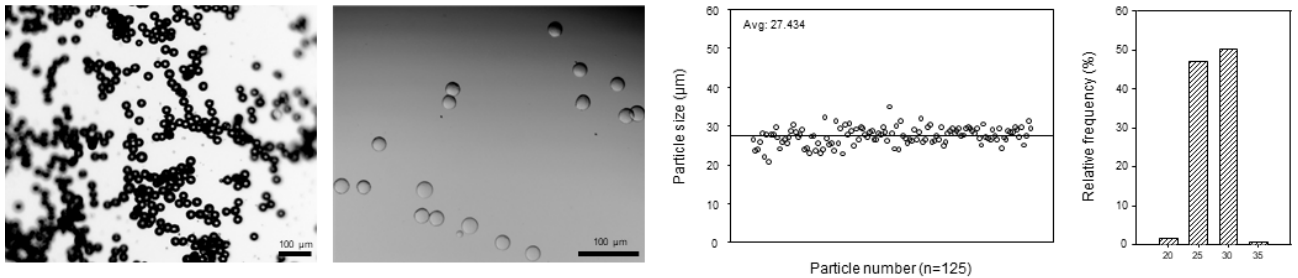 100 µm
100 µm
60
50
40
30
20
10
0
Particle size (µm)
Avg: 27.434
Particle number (n=125)
60
50
40
30
20
10
0
Relative frequency (%)
20 25 30 35